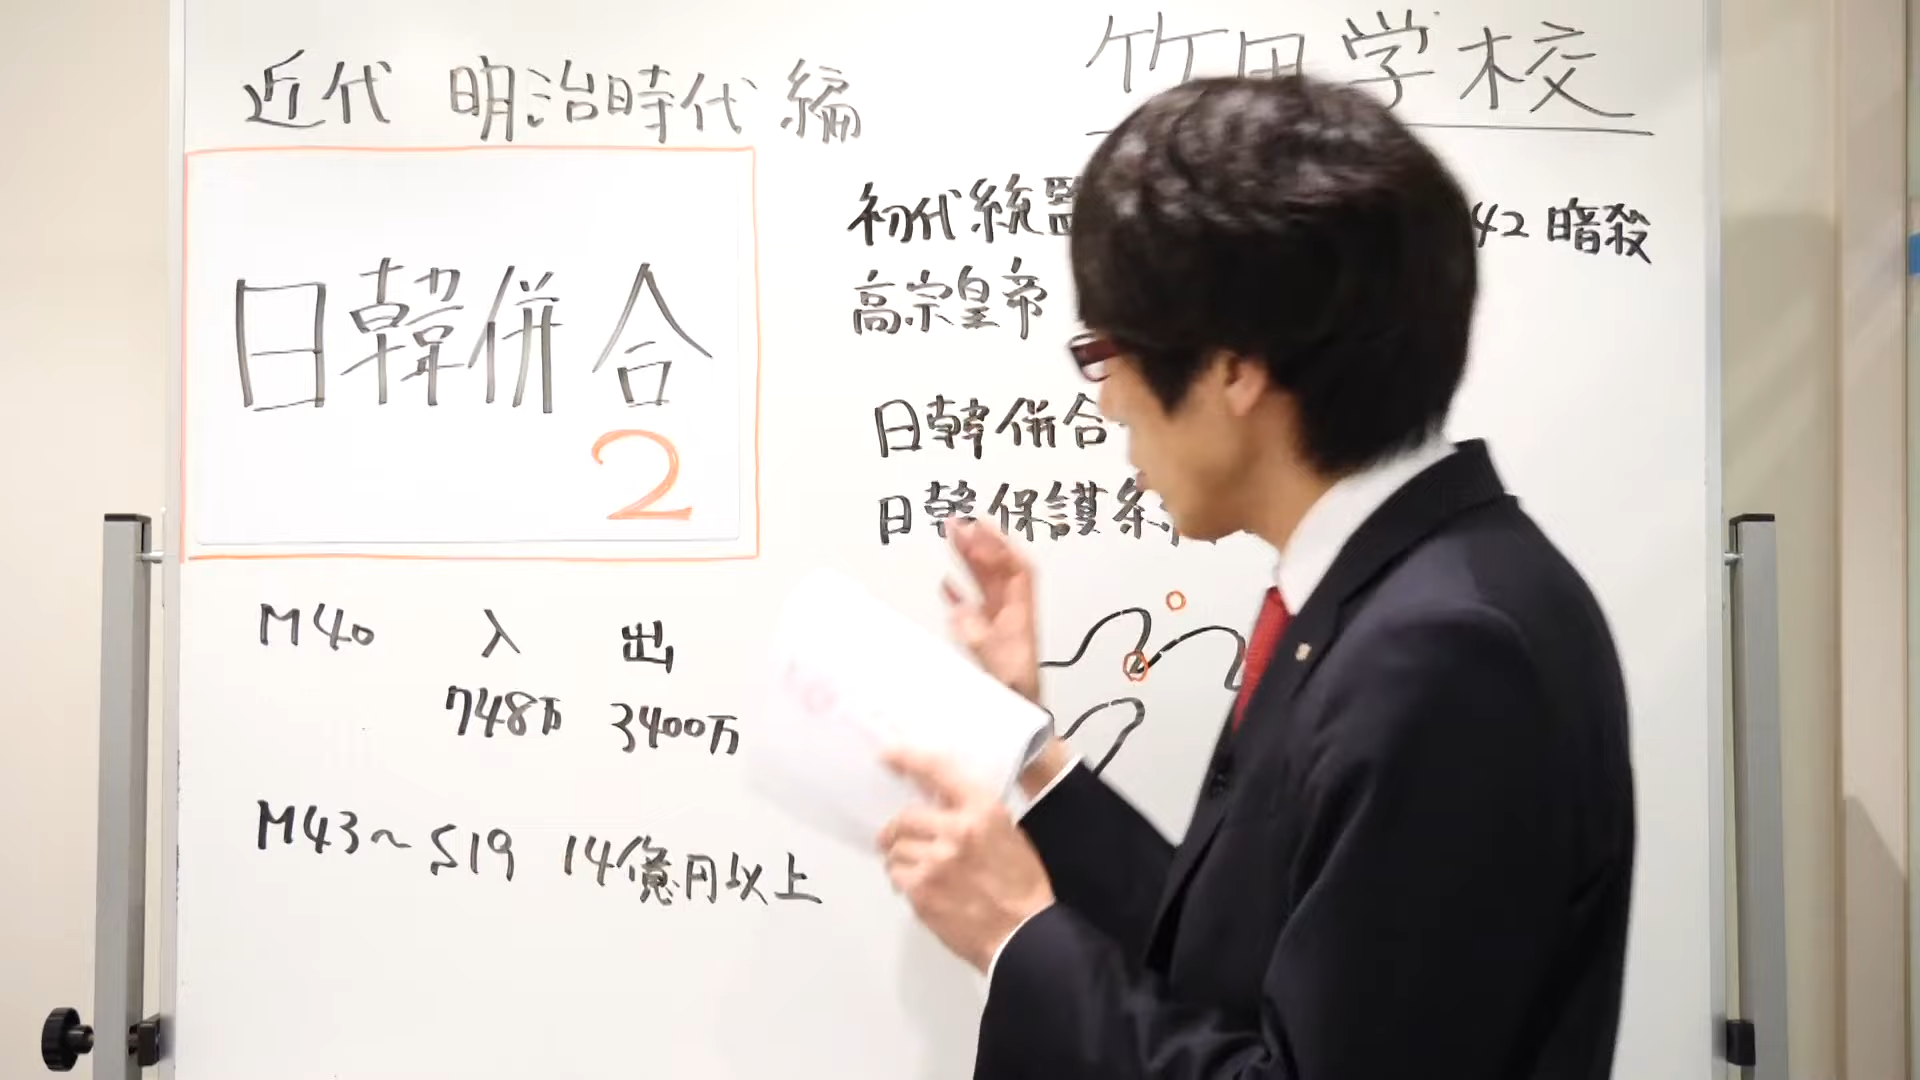 近代 明治時代 編
竹田学校
日韓併合
2
初代統監
42 暗殺
高宗皇帝
日韓併合
日韓保護条
M40 入 出
748万 3400万
M43〜S19 14億円以上